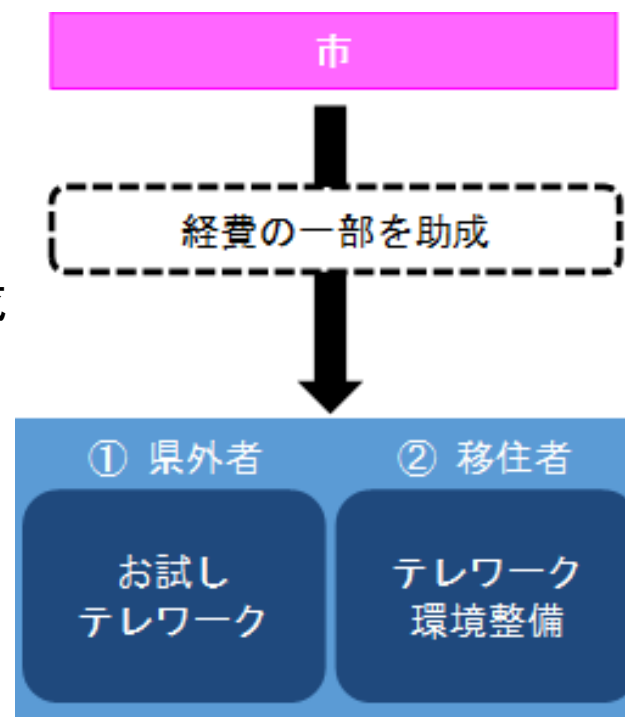 市
経費の一部を助成
① 県外者
② 移住者
お試し
テレワーク
テレワーク
環境整備